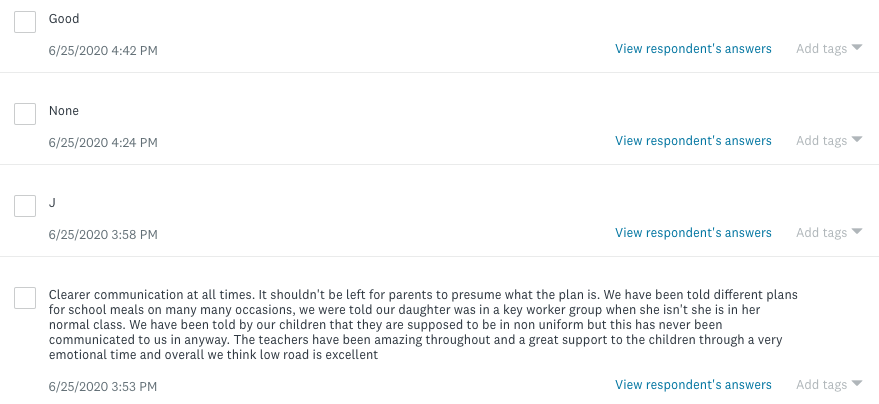 Good
6/25/2020 4:42 PM
View respondent's answers
Add tags
None
6/25/2020 4:24 PM
View respondent's answers
Add tags
J
6/25/2020 3:58 PM
View respondent's answers
Add tags
Clearer communication at all times. It shouldn't be left for parents to presume what the plan is. We have been told different plans
for school meals on many many occasions, we were told our daughter was in a key worker group when she isn't she is in her
normal class. We have been told by our children that they are supposed to be in non uniform but this has never been
communicated to us in anyway. The teachers have been amazing throughout and a great support to the children through a very
emotional time and overall we think low road is excellent
6/25/2020 3:53 PM
View respondent's answers
Add tags